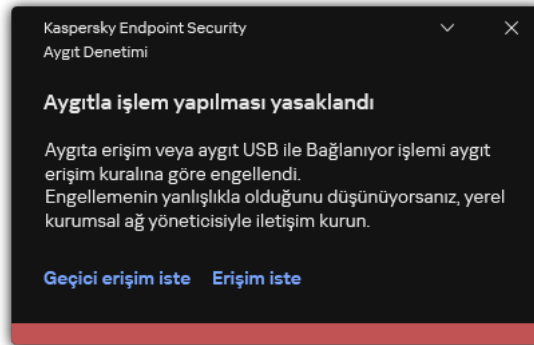 Kaspersky Endpoint Security
Aygıt Denetimi
Aygıtla işlem yapılması yasaklandı
Aygıta erişim veya aygıt USB ile Bağlanıyor işlemi aygıt
erişim kuralına göre engellendi.
Engellemenin yanlışlıkla olduğunu düşünüyorsanız, yerel
kurumsal ağ yöneticisiyle iletişim kurun.
Geçici erişim iste Erişim iste